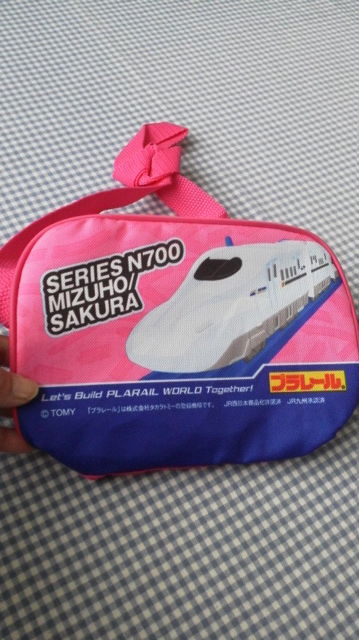 SERIES N700
MIZUHO/
SAKURA
Let's Build PLARAIL WORLD Together!
プラレール®
©TOMY 「プラレール」は株式会社タカラトミーの登録商標です。 JR西日本商品化許諾済 JR九州承認済